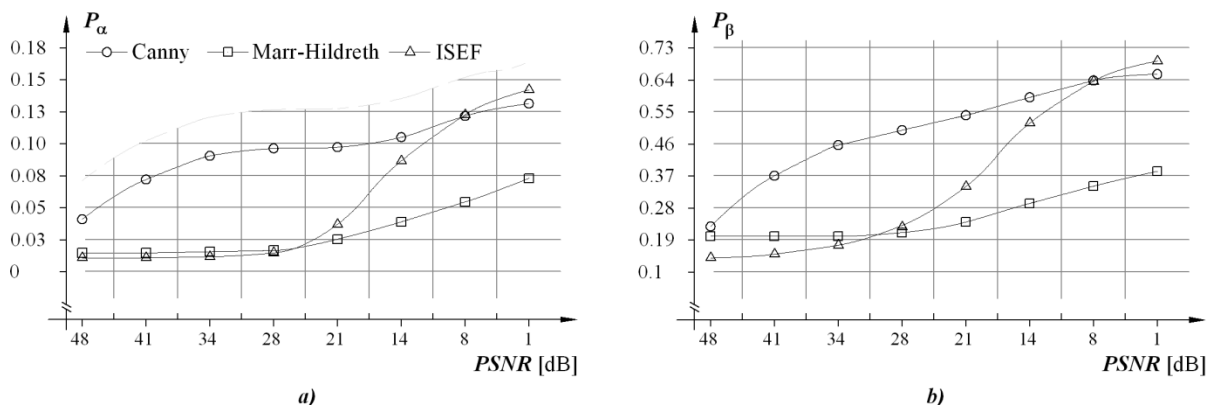 P_α
0.18
Canny Marr-Hildreth ISEF
0.15
0.13
0.10
0.08
0.05
0.03
0
48 41 34 28 21 14 8 1
PSNR [dB]
a)
P_β
0.73
0.64
0.55
0.46
0.37
0.28
0.19
0.1
48 41 34 28 21 14 8 1
PSNR [dB]
b)